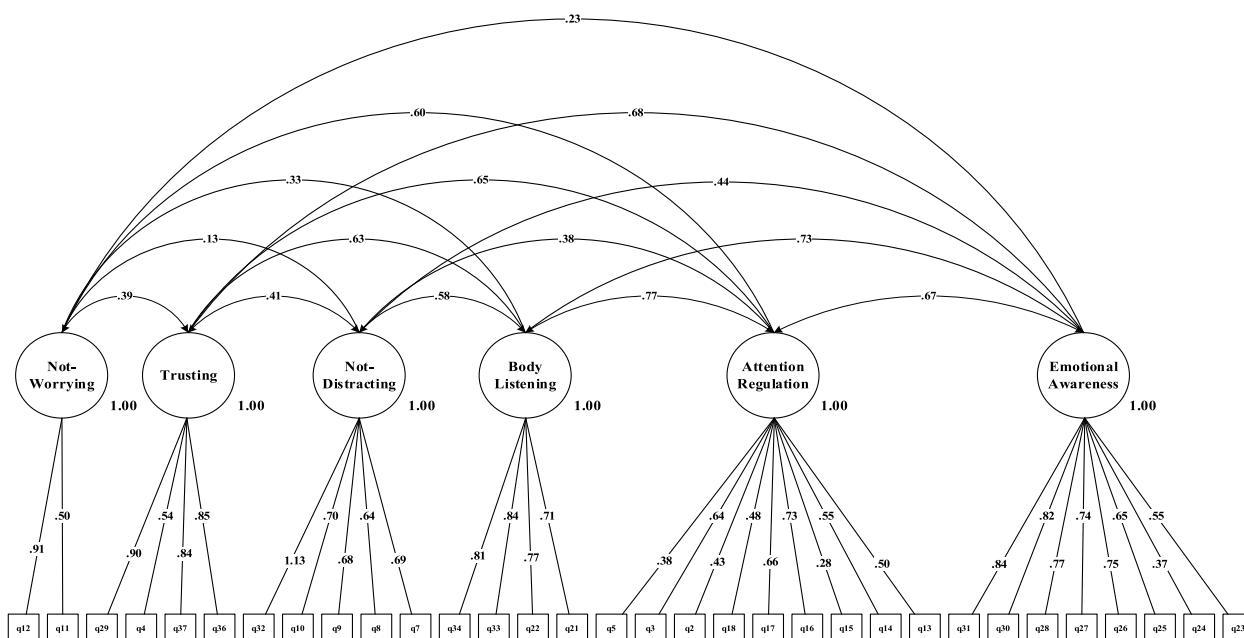 .23
.60
.68
.33
.65
.44
.13
.63
.38
.73
.39
.41
.58
.77
.67
Not-
Worrying
1.00
Trusting
1.00
Not-
Distracting
1.00
Body
Listening
1.00
Attention
Regulation
1.00
Emotional
Awareness
1.00
.91
.50
.90
.54
.84
.85
1.13
.70
.68
.64
.69
.81
.84
.77
.71
.38
.64
.43
.48
.66
.73
.28
.55
.50
.84
.82
.77
.74
.75
.65
.37
.55
q12
q11
q29
q4
q37
q36
q32
q10
q9
q8
q7
q34
q33
q22
q21
q5
q3
q2
q18
q17
q16
q15
q14
q13
q31
q30
q28
q27
q26
q25
q24
q23